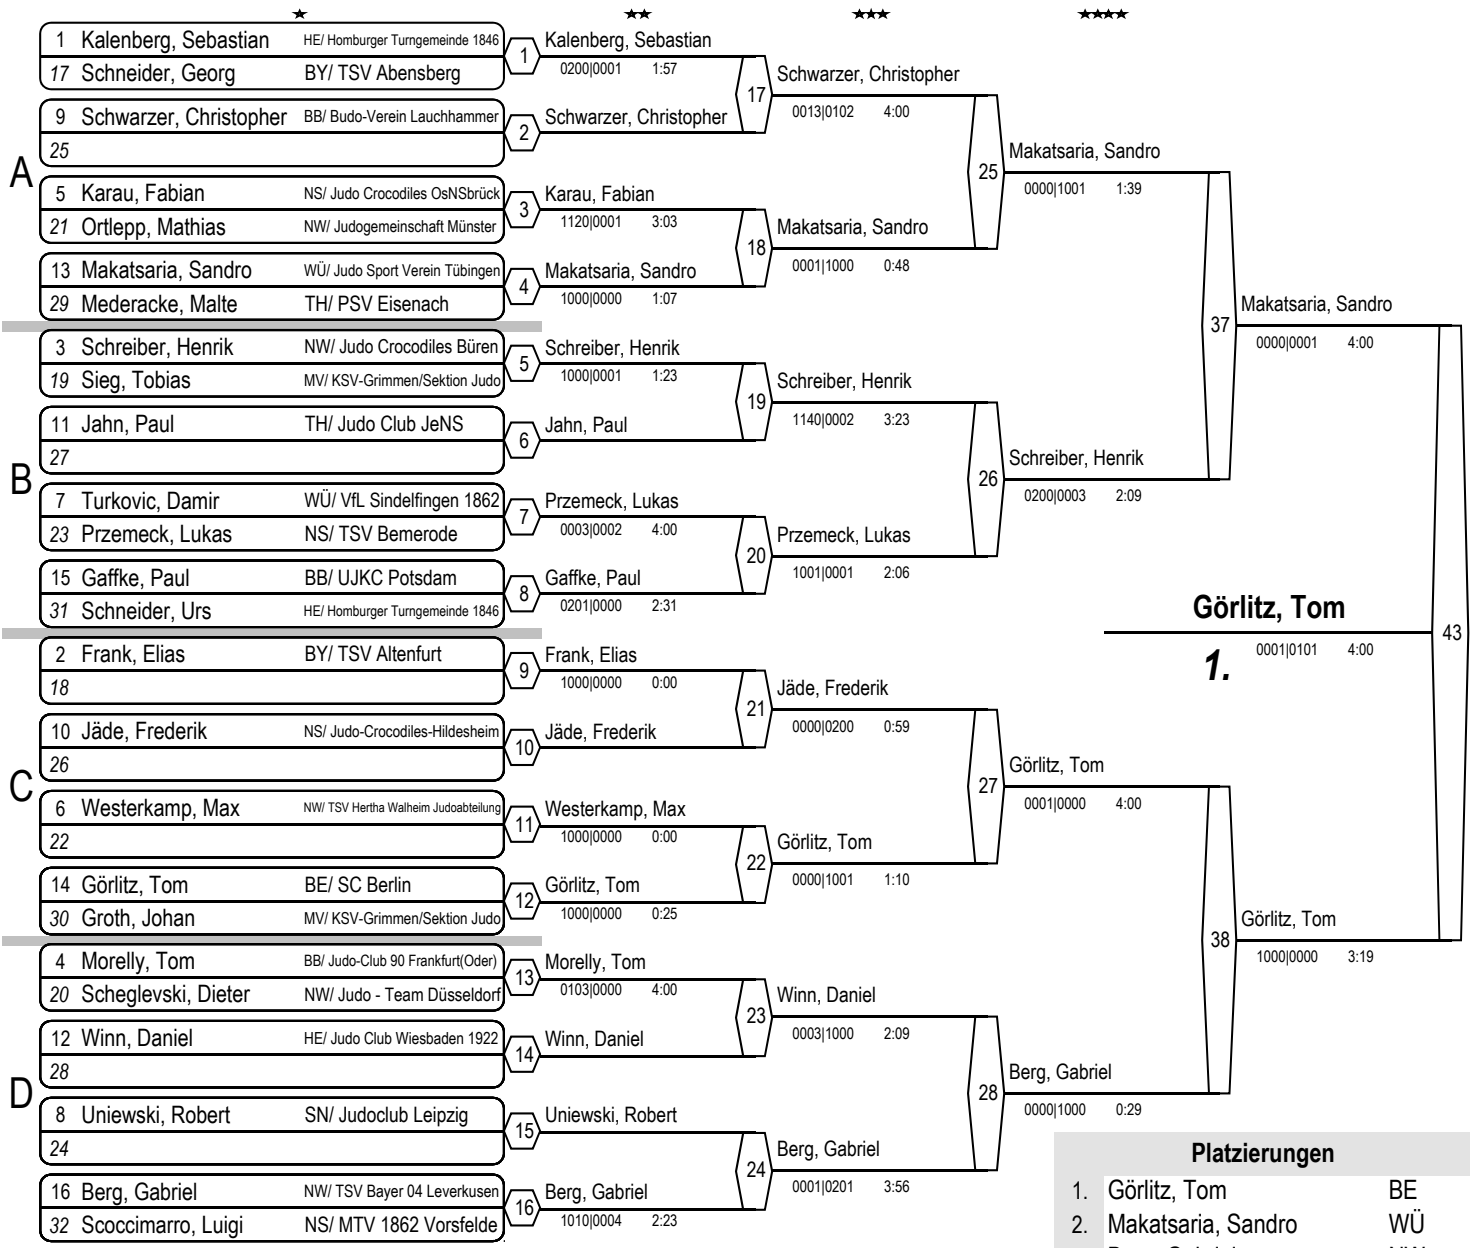 ★ ★★ ★★★ ★★★★
A
1 Kalenberg, Sebastian HE/ Homburger Turngemeinde 1846
17 Schneider, Georg BY/ TSV Abensberg
9 Schwarzer, Christopher BB/ Budo-Verein Lauchhammer
25
5 Karau, Fabian NS/ Judo Crocodiles OsNSbrück
21 Ortlepp, Mathias NW/ Judogemeinschaft Münster
13 Makatsaria, Sandro WÜ/ Judo Sport Verein Tübingen
29 Mederacke, Malte TH/ PSV Eisenach
B
3 Schreiber, Henrik NW/ Judo Crocodiles Büren
19 Sieg, Tobias MV/ KSV-Grimmen/Sektion Judo
11 Jahn, Paul TH/ Judo Club JeNS
27
7 Turkovic, Damir WÜ/ VfL Sindelfingen 1862
23 Przemeck, Lukas NS/ TSV Bemerode
15 Gaffke, Paul BB/ UJKC Potsdam
31 Schneider, Urs HE/ Homburger Turngemeinde 1846
C
2 Frank, Elias BY/ TSV Altenfurt
18
10 Jäde, Frederik NS/ Judo-Crocodiles-Hildesheim
26
6 Westerkamp, Max NW/ TSV Hertha Walheim Judoabteilung
22
14 Görlitz, Tom BE/ SC Berlin
30 Groth, Johan MV/ KSV-Grimmen/Sektion Judo
D
4 Morelly, Tom BB/ Judo-Club 90 Frankfurt(Oder)
20 Scheglevski, Dieter NW/ Judo - Team Düsseldorf
12 Winn, Daniel HE/ Judo Club Wiesbaden 1922
28
8 Uniewski, Robert SN/ Judoclub Leipzig
24
16 Berg, Gabriel NW/ TSV Bayer 04 Leverkusen
32 Scoccimarro, Luigi NS/ MTV 1862 Vorsfelde
1 Kalenberg, Sebastian
0200|0001 1:57
2 Schwarzer, Christopher
3 Karau, Fabian
1120|0001 3:03
4 Makatsaria, Sandro
1000|0000 1:07
5 Schreiber, Henrik
1000|0001 1:23
6 Jahn, Paul
7 Przemeck, Lukas
0003|0002 4:00
8 Gaffke, Paul
0201|0000 2:31
9 Frank, Elias
1000|0000 0:00
10 Jäde, Frederik
11 Westerkamp, Max
1000|0000 0:00
12 Görlitz, Tom
1000|0000 0:25
13 Morelly, Tom
0103|0000 4:00
14 Winn, Daniel
15 Uniewski, Robert
16 Berg, Gabriel
1010|0004 2:23
17 Schwarzer, Christopher
0013|0102 4:00
18 Makatsaria, Sandro
0001|1000 0:48
19 Schreiber, Henrik
1140|0002 3:23
20 Przemeck, Lukas
1001|0001 2:06
21 Jäde, Frederik
0000|0200 0:59
22 Görlitz, Tom
0000|1001 1:10
23 Winn, Daniel
0003|1000 2:09
24 Berg, Gabriel
0001|0201 3:56
25 Makatsaria, Sandro
0000|1001 1:39
26 Schreiber, Henrik
0200|0003 2:09
27 Görlitz, Tom
0001|0000 4:00
28 Berg, Gabriel
0000|1000 0:29
37 Makatsaria, Sandro
0000|0001 4:00
38 Görlitz, Tom
1000|0000 3:19
43
Görlitz, Tom
1. 0001|0101 4:00
Platzierungen
1. Görlitz, Tom BE
2. Makatsaria, Sandro WÜ